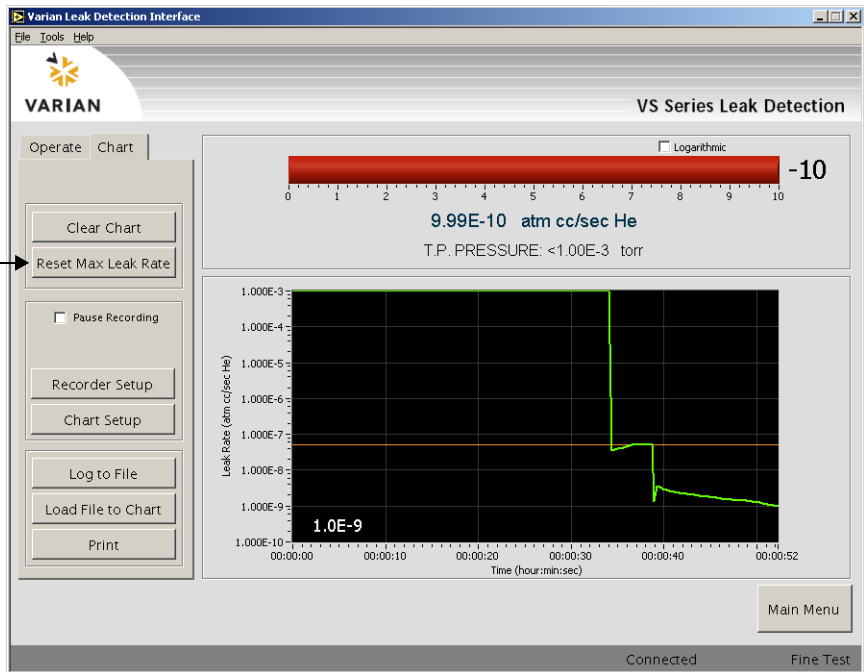 Varian Leak Detection Interface
File Tools Help
VARIAN
VS Series Leak Detection
Operate Chart
Clear Chart
Reset Max Leak Rate
Pause Recording
Recorder Setup
Chart Setup
Log to File
Load File to Chart
Print
Logarithmic
-10
0 1 2 3 4 5 6 7 8 9 10
9.99E-10 atm cc/sec He
T.P. PRESSURE: <1.00E-3 torr
Leak Rate (atm cc/sec He)
1.000E-3
1.000E-4
1.000E-5
1.000E-6
1.000E-7
1.000E-8
1.000E-9
1.000E-10
1.0E-9
00:00:00 00:00:10 00:00:20 00:00:30 00:00:40 00:00:52
Time (hour:min:sec)
Main Menu
Connected Fine Test